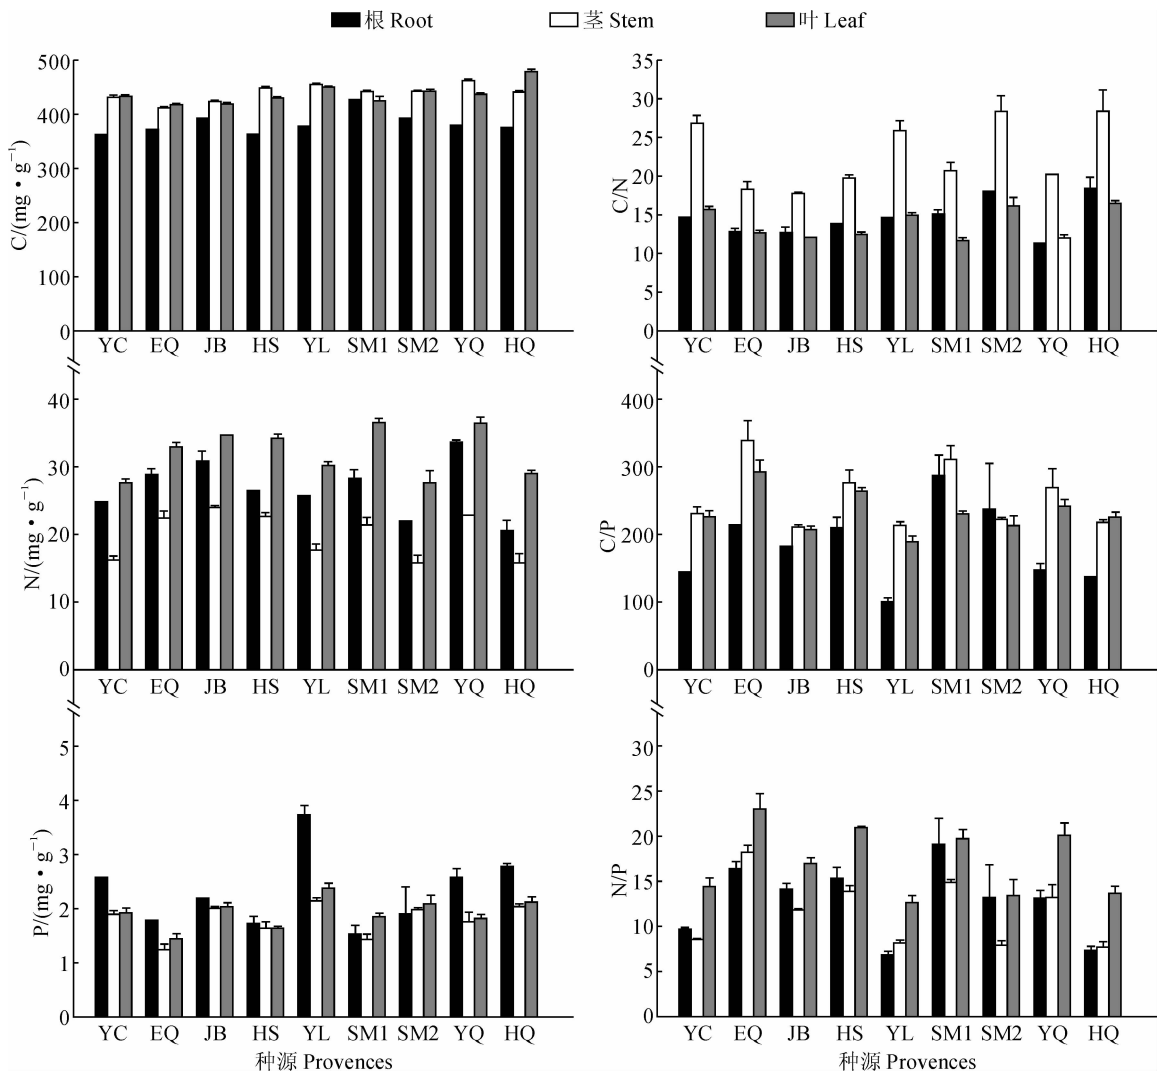 根 Root 茎 Stem 叶 Leaf
C/(mg·g⁻¹)
500
400
300
200
100
0
YC EQ JB HS YL SM1 SM2 YQ HQ
C/N
35
30
25
20
15
10
5
0
YC EQ JB HS YL SM1 SM2 YQ HQ
N/(mg·g⁻¹)
40
30
20
10
0
YC EQ JB HS YL SM1 SM2 YQ HQ
C/P
400
300
200
100
0
YC EQ JB HS YL SM1 SM2 YQ HQ
P/(mg·g⁻¹)
5
4
3
2
1
0
YC EQ JB HS YL SM1 SM2 YQ HQ
种源 Provences
N/P
30
25
20
15
10
5
0
YC EQ JB HS YL SM1 SM2 YQ HQ
种源 Provences